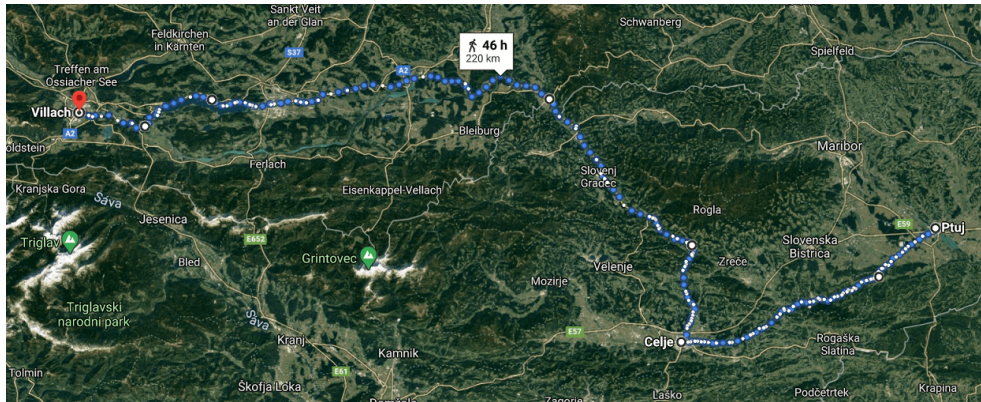 Sankt Veit
an der Glan
Schwanberg
Feldkirchen
in Kärnten
S37
46 h
220 km
Spielfeld
Treffen am
Ossiacher See
A2
Villach
A2
Bleiburg
Maribor
Ferlach
Slovenj
Gradec
Kranjska Gora
Eisenkappel-Vellach
Sava
Rogla
Jesenica
E59
Ptuj
Triglav
E652
Slovenska
Bistrica
Grintovec
Bled
Velenje
Zreče
Mozirje
Triglavski
narodni park
Sava
E57
Kranj
Celje
Rogaška
Slatina
Kamnik
Tolmin
E61
Škofja Loka
Laško
Podčetrtek
Krapina
Zagorje